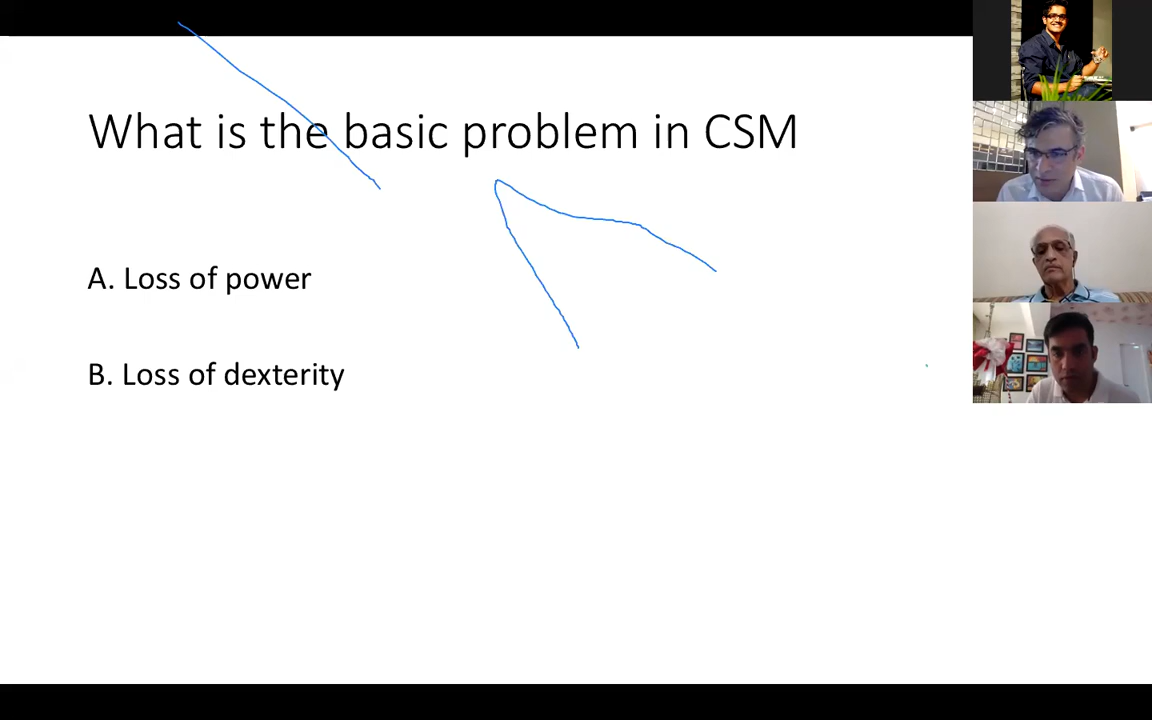 What is the basic problem in CSM
A. Loss of power
B. Loss of dexterity